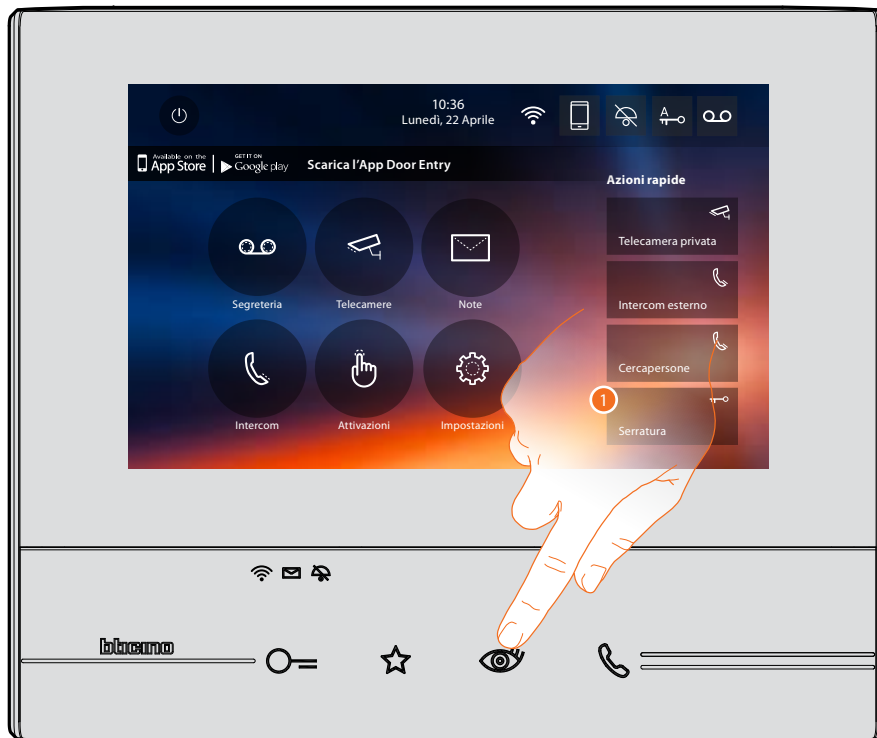 10:36
Lunedì, 22 Aprile
A
Available on the
App Store
GET IT ON
Google play
Scarica l'App Door Entry
Azioni rapide
Telecamera privata
Segreteria
Telecamere
Note
Intercom esterno
Cercapersone
1
Intercom
Attivazioni
Impostazioni
Serratura
bticino